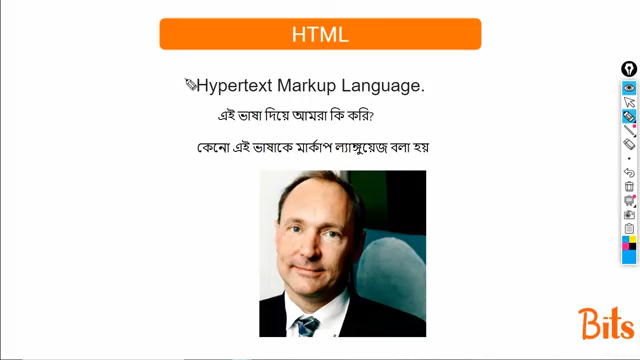 HTML
Hypertext Markup Language.
এই ভাষা দিয়ে আমরা কি করি?
কেনো এই ভাষাকে মার্কাপ ল্যাঙ্গুয়েজ বলা হয়
Bits